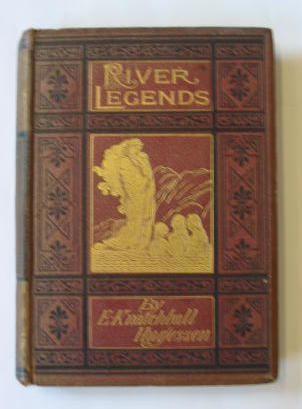 RIVER
LEGENDS
By
E. Knatchbull
Hugessen